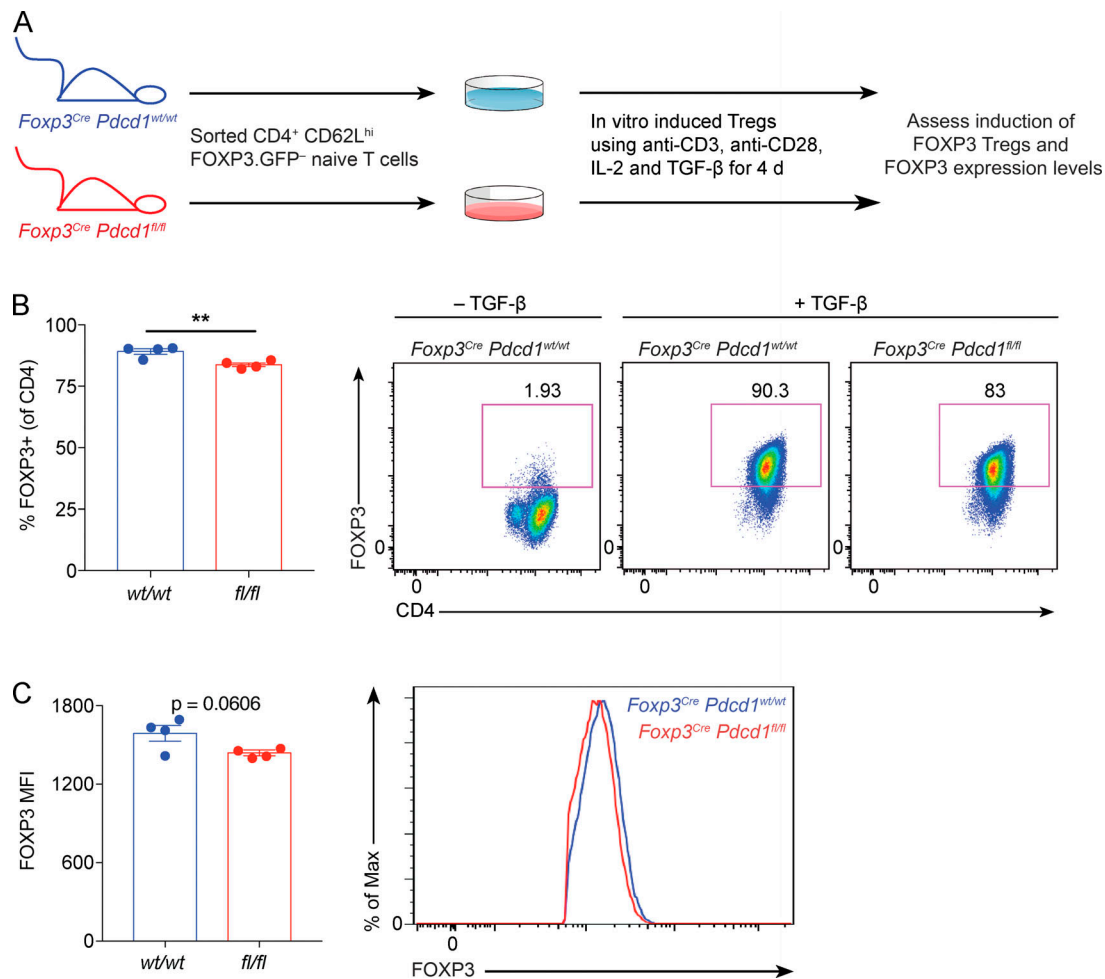 A
Foxp3Cre Pdcd1wt/wt
Foxp3Cre Pdcd1fl/fl
Sorted CD4+ CD62Lhi
FOXP3.GFP– naive T cells
In vitro induced Tregs
using anti-CD3, anti-CD28,
IL-2 and TGF-β for 4 d
Assess induction of
FOXP3 Tregs and
FOXP3 expression levels
B
% FOXP3+ (of CD4)
100
75
50
25
0
**
wt/wt
fl/fl
– TGF-β
+ TGF-β
Foxp3Cre Pdcd1wt/wt
Foxp3Cre Pdcd1wt/wt
Foxp3Cre Pdcd1fl/fl
1.93
90.3
83
FOXP3
0
0
0
0
0
0
CD4
C
FOXP3 MFI
1800
1200
600
0
p = 0.0606
wt/wt
fl/fl
% of Max
0
Foxp3Cre Pdcd1wt/wt
Foxp3Cre Pdcd1fl/fl
0
FOXP3